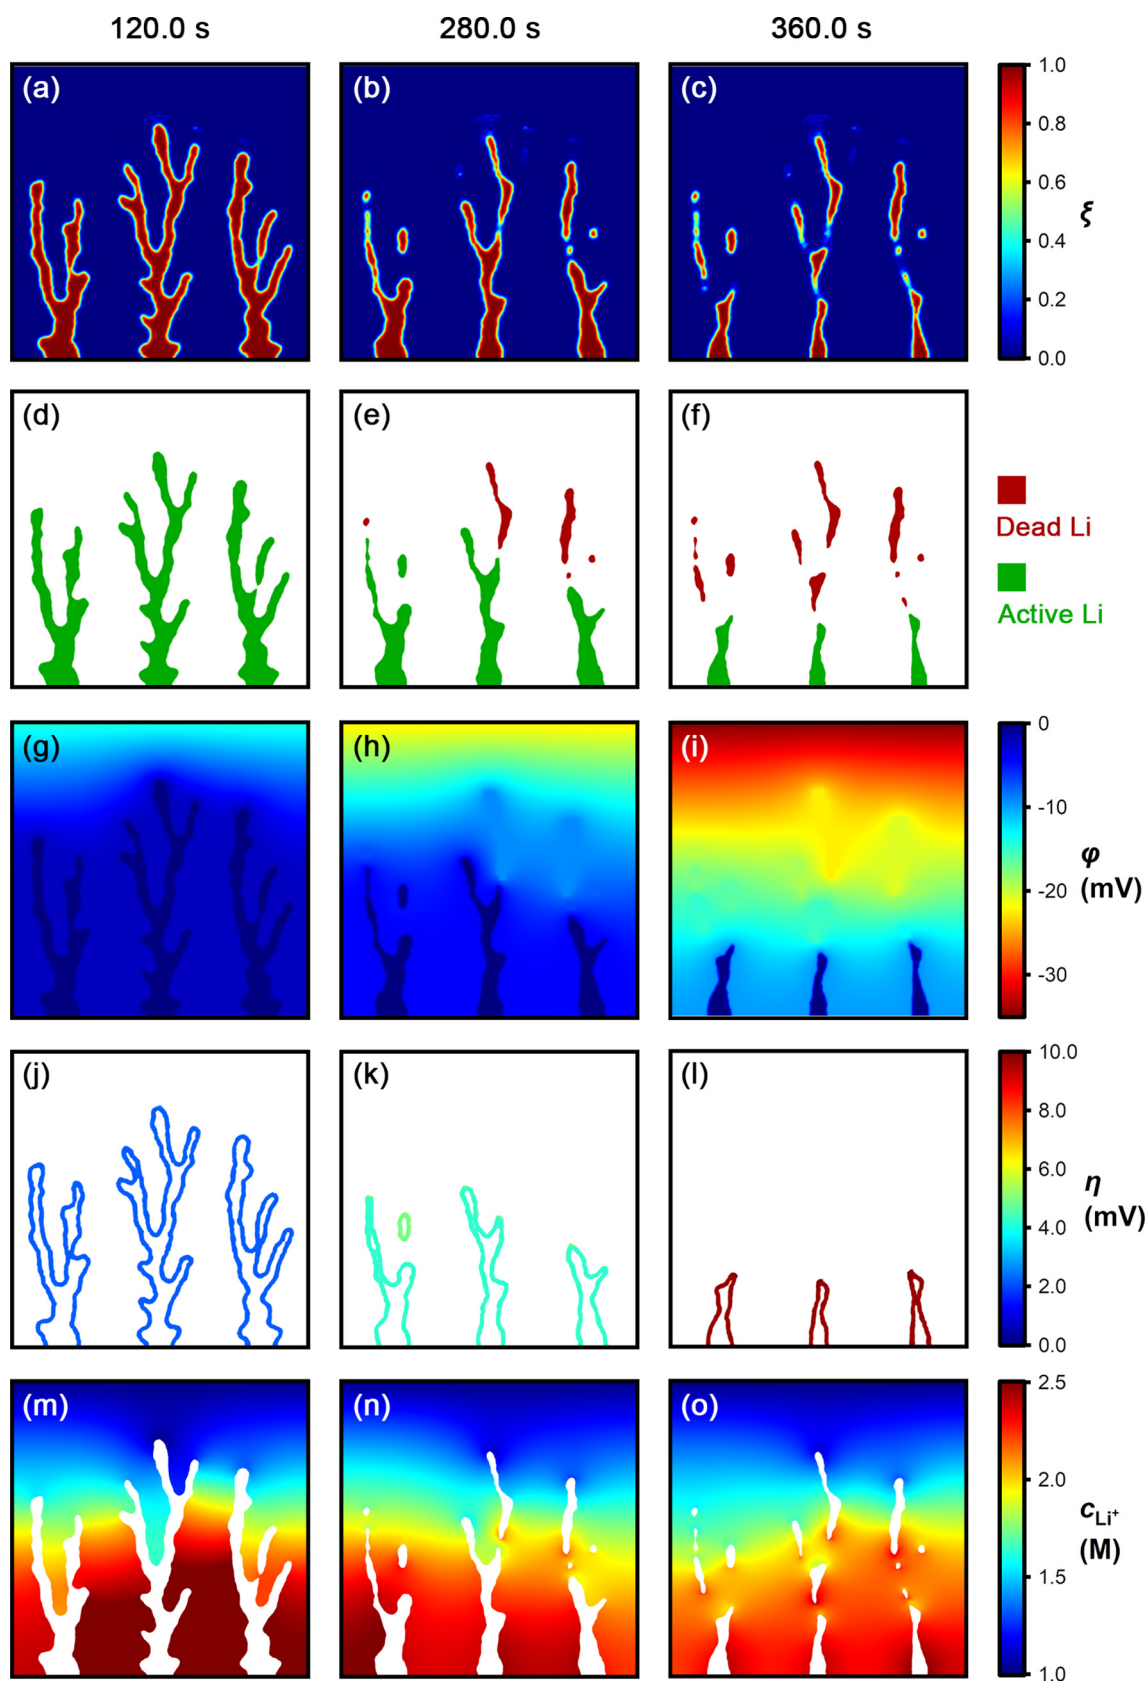 120.0 s 280.0 s 360.0 s
(a) (b) (c)
1.0
0.8
0.6
0.4
0.2
0.0
ξ
(d) (e) (f)
Dead Li
Active Li
(g) (h) (i)
0
-10
-20
-30
φ
(mV)
(j) (k) (l)
10.0
8.0
6.0
4.0
2.0
0.0
η
(mV)
(m) (n) (o)
2.5
2.0
1.5
1.0
cLi⁺
(M)